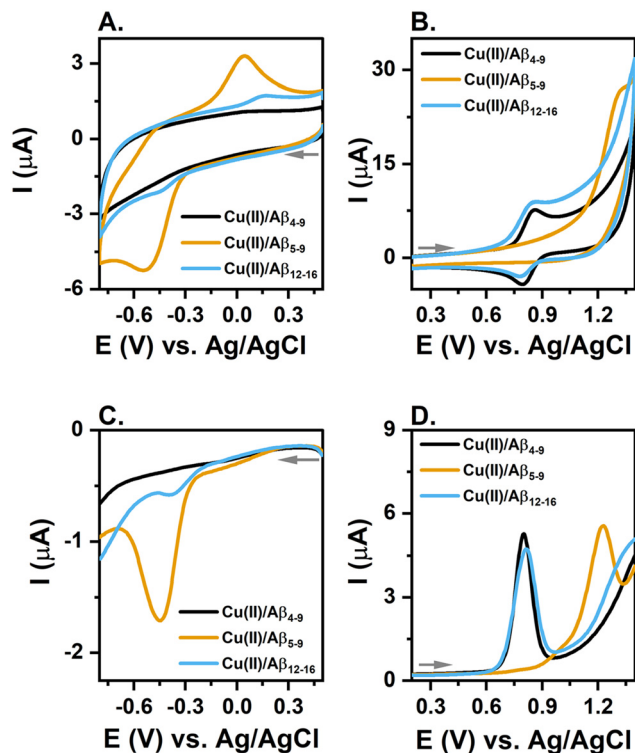 A.
3
0
-3
-6
I (μA)
Cu(II)/Aβ4-9
Cu(II)/Aβ5-9
Cu(II)/Aβ12-16
-0.6 -0.3 0.0 0.3
E (V) vs. Ag/AgCl
B.
30
15
0
I (μA)
Cu(II)/Aβ4-9
Cu(II)/Aβ5-9
Cu(II)/Aβ12-16
0.3 0.6 0.9 1.2
E (V) vs. Ag/AgCl
C.
0
-1
-2
I (μA)
Cu(II)/Aβ4-9
Cu(II)/Aβ5-9
Cu(II)/Aβ12-16
-0.6 -0.3 0.0 0.3
E (V) vs. Ag/AgCl
D.
9
6
3
0
I (μA)
Cu(II)/Aβ4-9
Cu(II)/Aβ5-9
Cu(II)/Aβ12-16
0.3 0.6 0.9 1.2
E (V) vs. Ag/AgCl